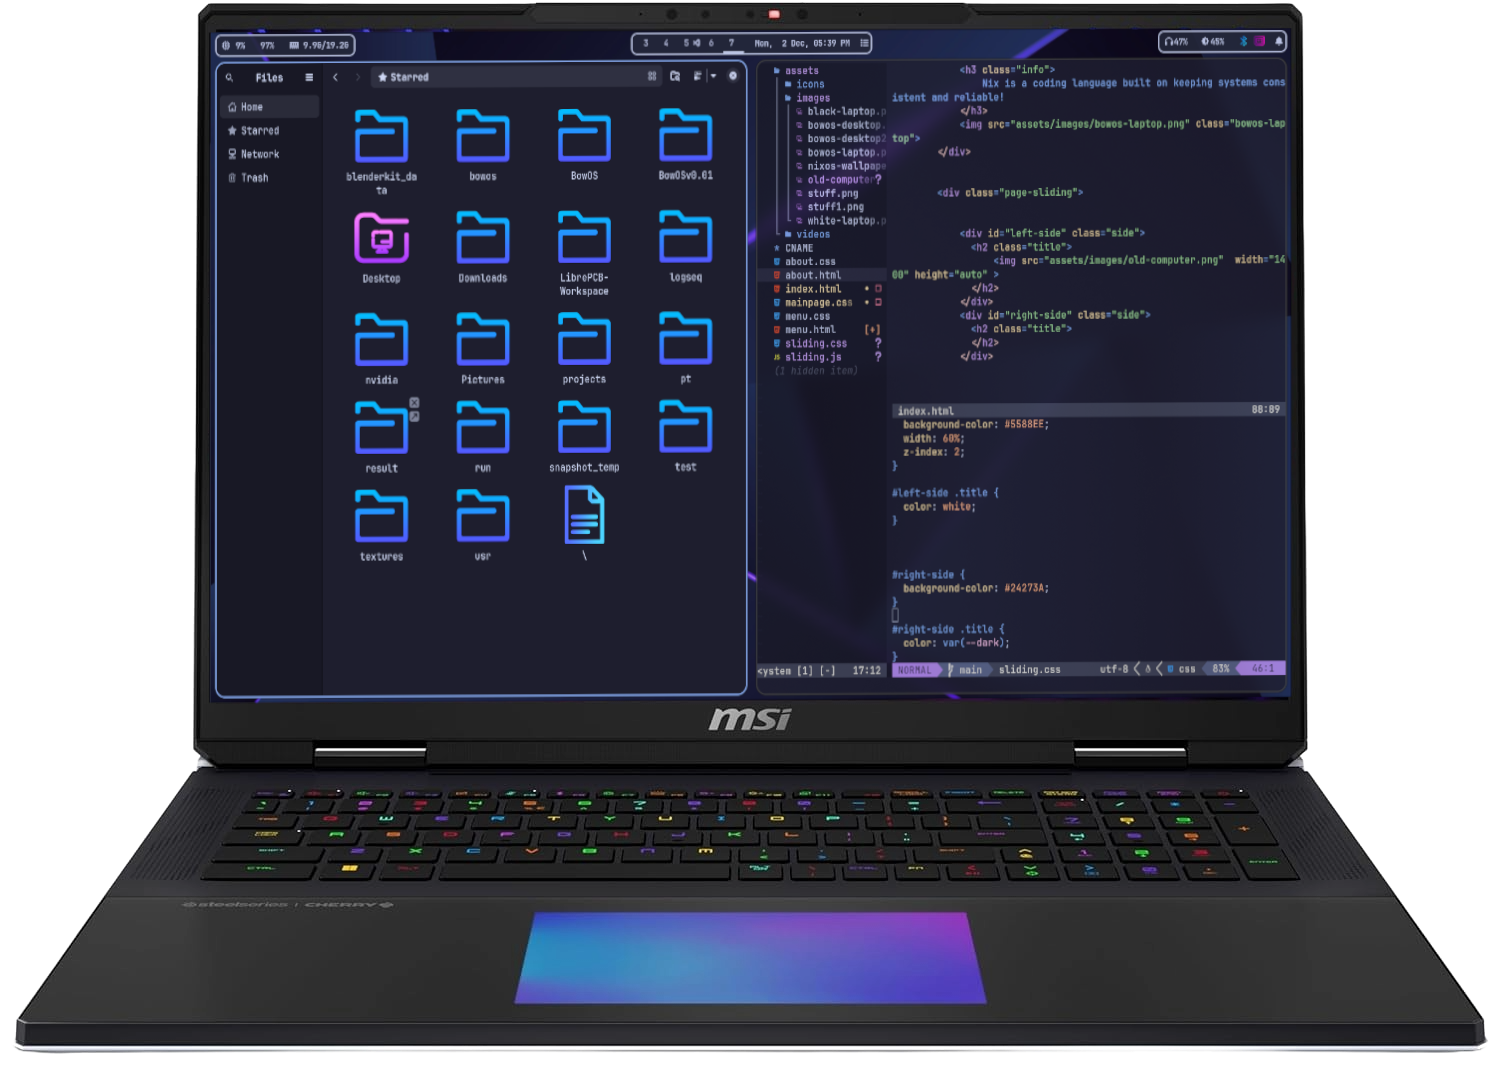 9%
97%
9.9G/19.2G
3 4 5 6 7
Mon, 2 Dec, 05:39 PM
47%
45%
Files
Starred
Home
Starred
Network
Trash
blenderkit_da
ta
bowos
BowOS
BowOSv0.01
Desktop
Downloads
LibrePCB-
Workspace
logseq
nvidia
Pictures
projects
pt
result
run
snapshot_temp
test
textures
usr
\
assets
icons
images
black-laptop.p
bowos-desktop.
bowos-desktop2
bowos-laptop.p
nixos-wallpape
old-computer?
stuff.png
stuff1.png
white-laptop.p
videos
CNAME
about.css
about.html
index.html
mainpage.css
menu.css
menu.html [+]
sliding.css ?
JS sliding.js ?
(1 hidden item)
<ystem [1] [-] 17:12
<h3 class="info">
Nix is a coding language built on keeping systems cons
istent and reliable!
</h3>
<img src="assets/images/bowos-laptop.png" class="bowos-lap
top">
</div>
<div class="page-sliding">
<div id="left-side" class="side">
<h2 class="title">
<img src="assets/images/old-computer.png" width="14
00" height="auto" >
</h2>
</div>
<div id="right-side" class="side">
<h2 class="title">
</h2>
</div>
index.html 88:89
background-color: #5588EE;
width: 60%;
z-index: 2;
}
#left-side .title {
color: white;
}
#right-side {
background-color: #24273A;
}
#right-side .title {
color: var(--dark);
}
NORMAL main sliding.css utf-8 css 83% 46:1
msi
steelseries | CHERRY